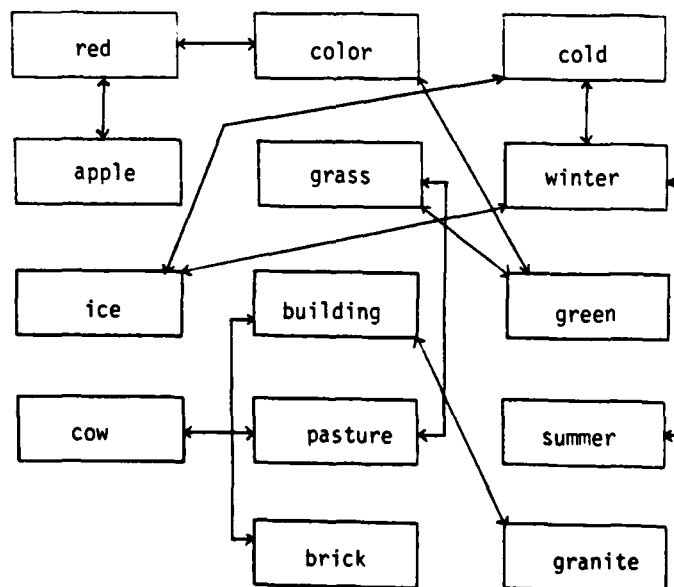 red color cold
apple grass winter
ice building green
cow pasture summer
brick granite